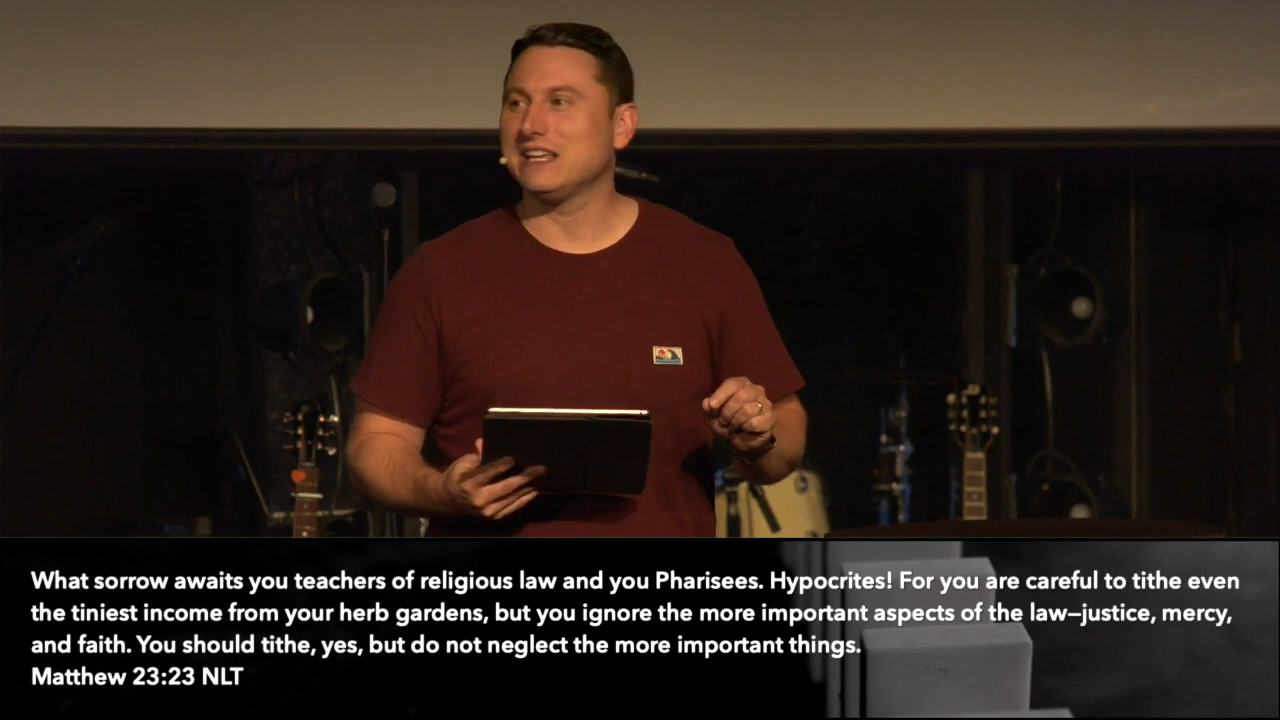 What sorrow awaits you teachers of religious law and you Pharisees. Hypocrites! For you are careful to tithe even
the tiniest income from your herb gardens, but you ignore the more important aspects of the law—justice, mercy,
and faith. You should tithe, yes, but do not neglect the more important things.
Matthew 23:23 NLT